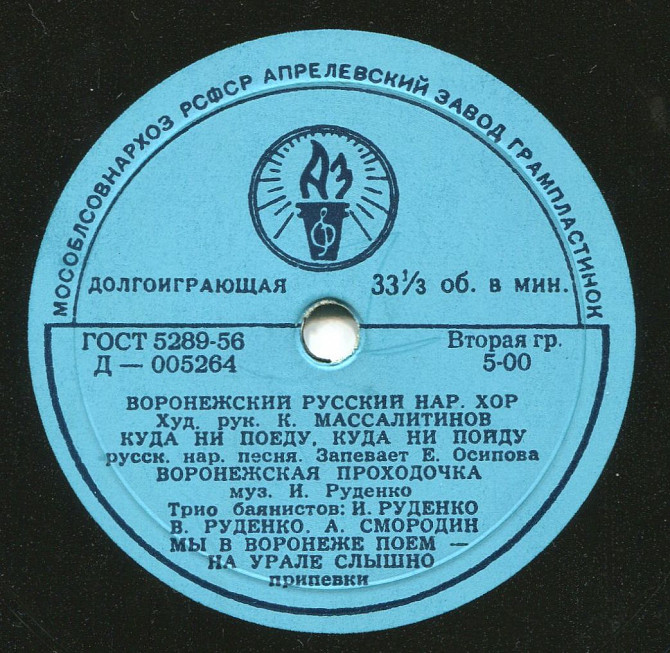 МОСОБЛСОВНАРХОЗ РСФСР АПРЕЛЕВСКИЙ ЗАВОД ГРАМПЛАСТИНОК
АЗ
ДОЛГОИГРАЮЩАЯ 33⅓ об. в мин.
ГОСТ 5289-56 Вторая гр.
Д — 005264 5-00
ВОРОНЕЖСКИЙ РУССКИЙ НАР. ХОР
Худ. рук. К. МАССАЛИТИНОВ
КУДА НИ ПОЕДУ, КУДА НИ ПОЙДУ
русск. нар. песня. Запевает Е. Осипова
ВОРОНЕЖСКАЯ ПРОХОДОЧКА
муз. И. Руденко
Трио баянистов: И. РУДЕНКО
В. РУДЕНКО. А. СМОРОДИН
МЫ В ВОРОНЕЖЕ ПОЕМ —
НА УРАЛЕ СЛЫШНО
припевки